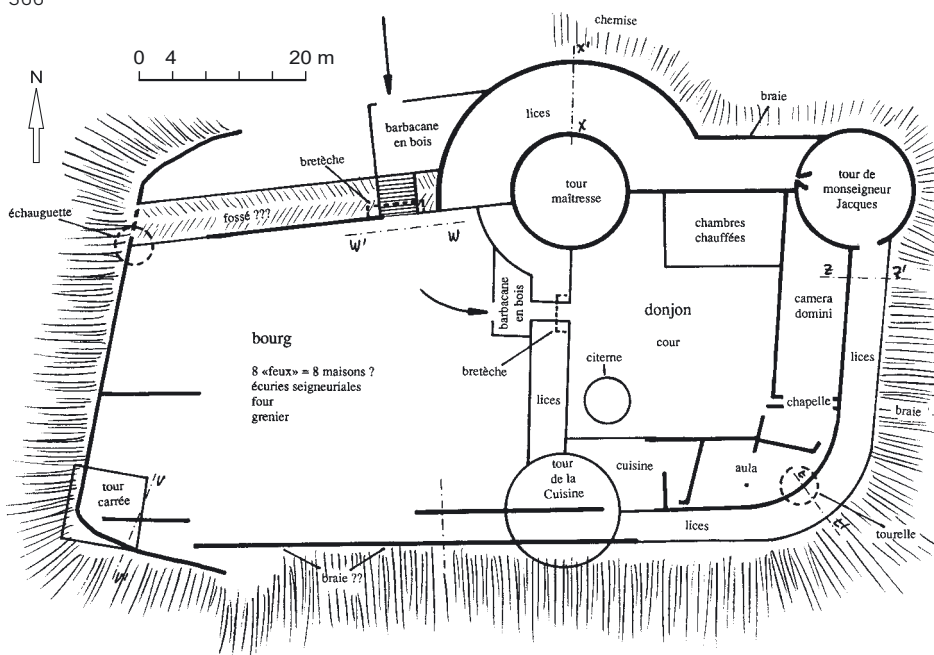 chemise
0 4 20 m
x'
N
braie
lices
barbacane
en bois
x
bretèche
tour de
monseigneur
Jacques
tour
maîtresse
échauguette
fossé ???
chambres
chauffées
W'
W
z
z'
barbacane
en bois
camera
domini
donjon
bourg
cour
lices
8 «feux» = 8 maisons ?
écuries seigneuriales
four
grenier
bretèche
citerne
lices
chapelle
braie
tour
de la
Cuisine
cuisine
aula
tour
carrée
V
lices
tourelle
braie ??